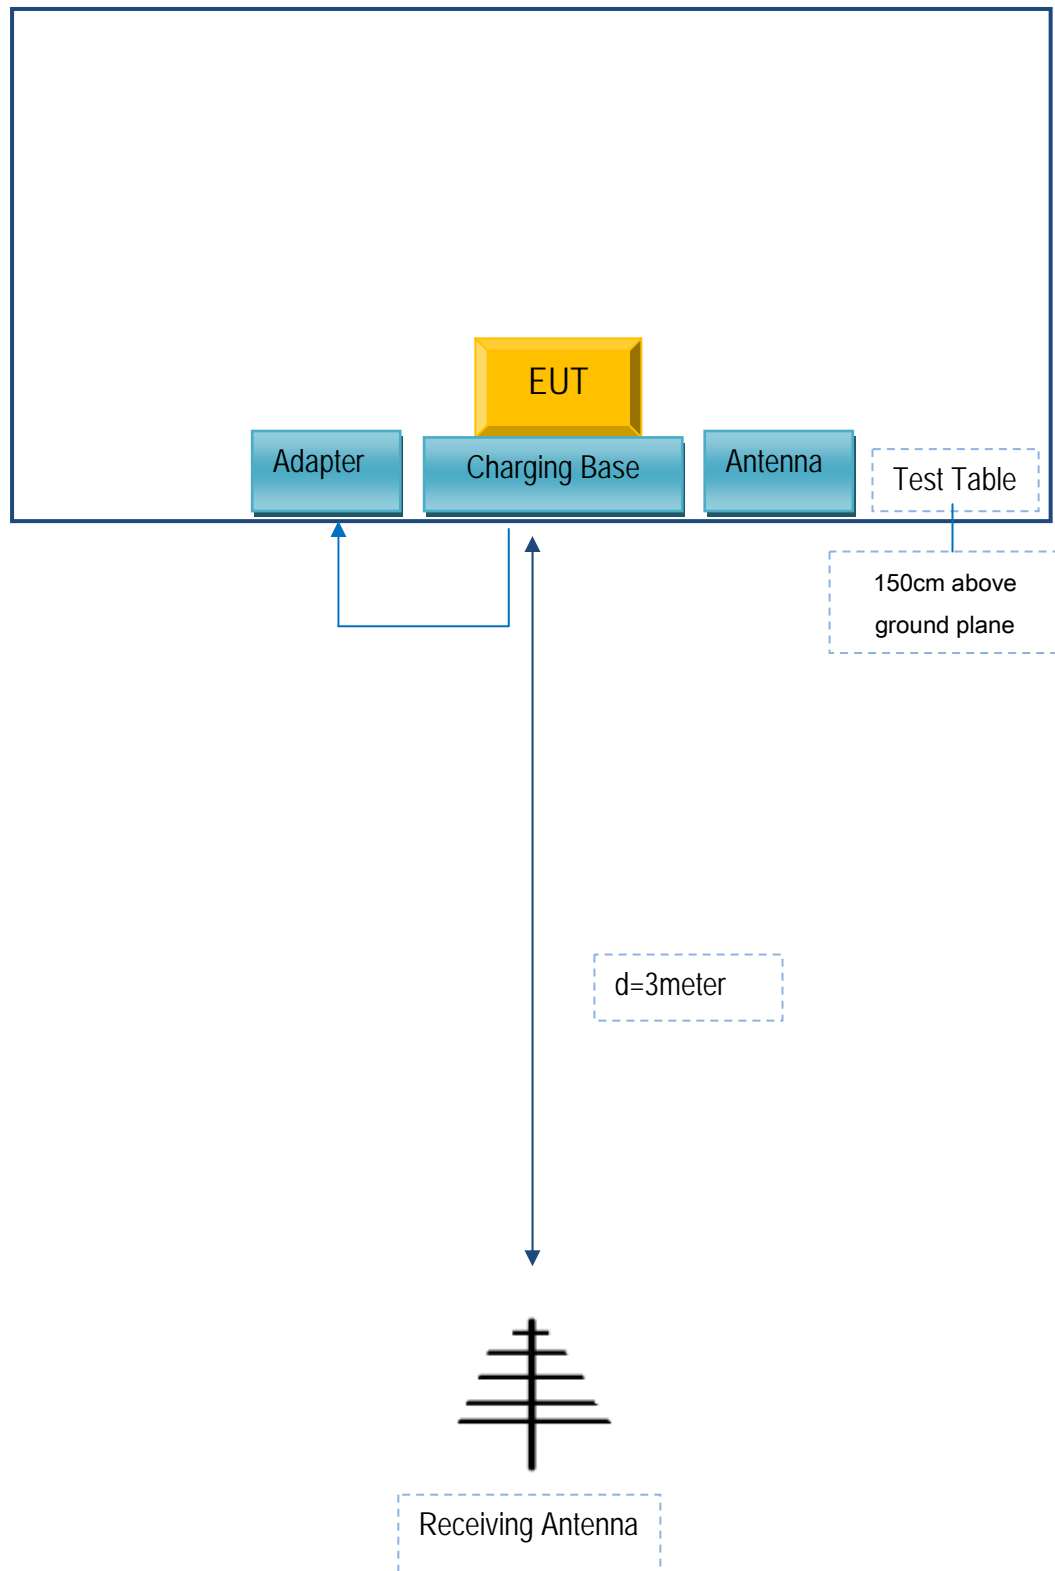 EUT
Adapter
Charging Base
Antenna
Test Table
150cm above
ground plane
d=3meter
Receiving Antenna